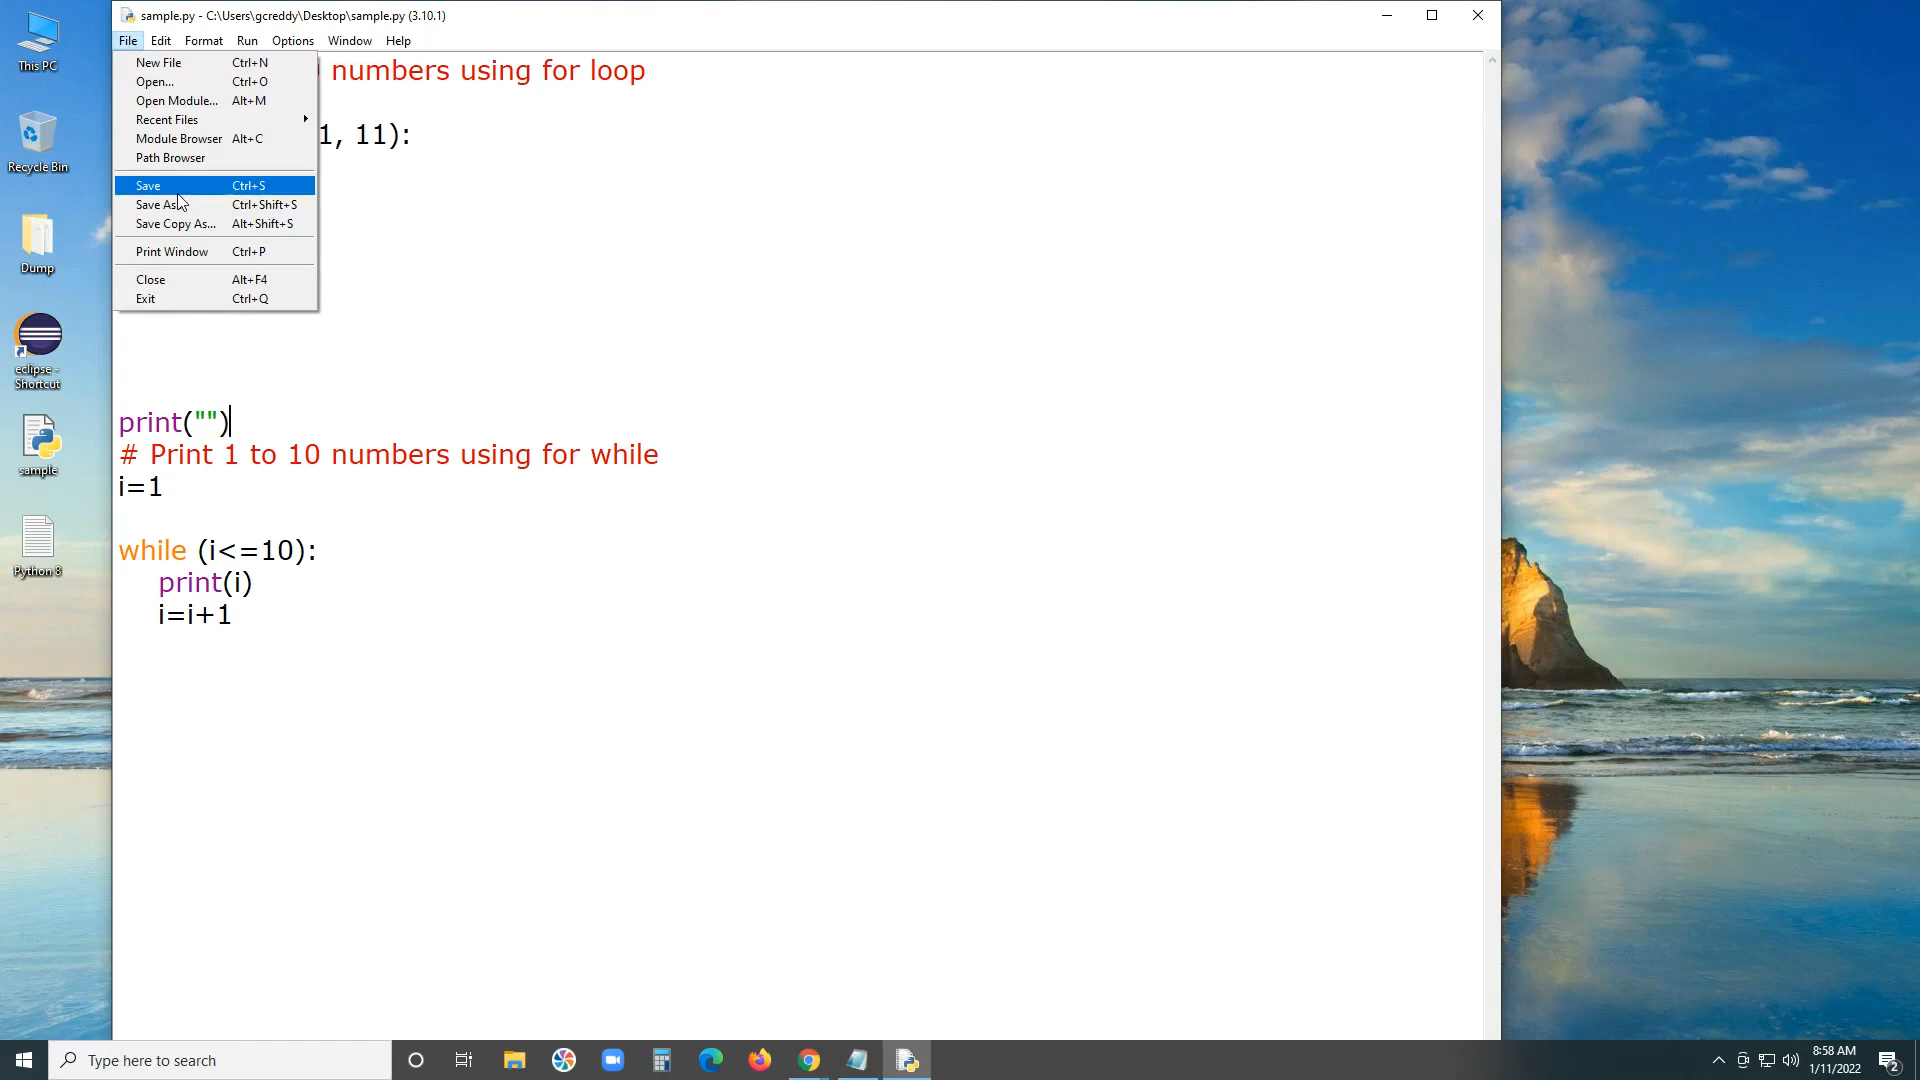 sample.py - C:\Users\gcreddy\Desktop\sample.py (3.10.1)
File Edit Format Run Options Window Help
New File Ctrl+N
Open... Ctrl+O
Open Module... Alt+M
Recent Files
Module Browser Alt+C
Path Browser
Save Ctrl+S
Save As Ctrl+Shift+S
Save Copy As... Alt+Shift+S
Print Window Ctrl+P
Close Alt+F4
Exit Ctrl+Q
numbers using for loop
1, 11):
print("")
# Print 1 to 10 numbers using for while
i=1
while (i<=10):
print(i)
i=i+1
This PC
Recycle Bin
Dump
eclipse -
Shortcut
sample
Python 8
Type here to search
8:58 AM
1/11/2022
2